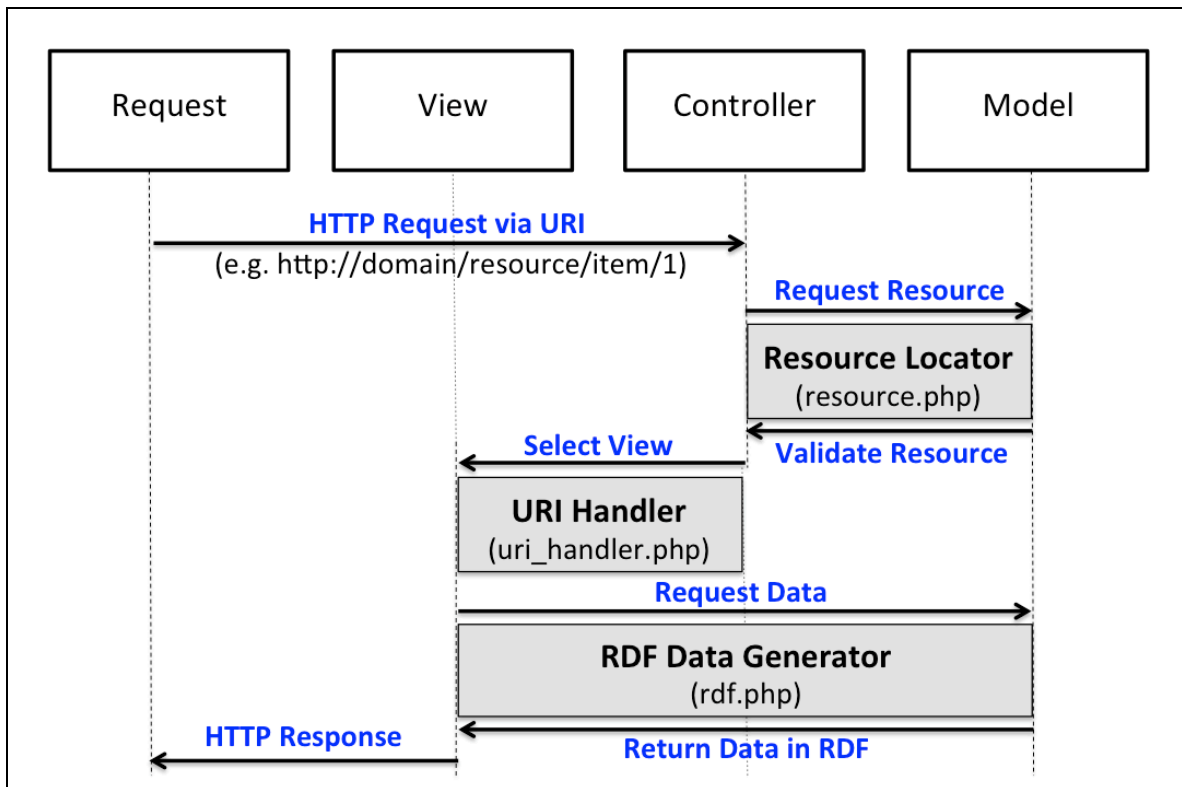 Request
View
Controller
Model
HTTP Request via URI
(e.g. http://domain/resource/item/1)
Request Resource
Resource Locator
(resource.php)
Validate Resource
Select View
URI Handler
(uri_handler.php)
Request Data
RDF Data Generator
(rdf.php)
Return Data in RDF
HTTP Response